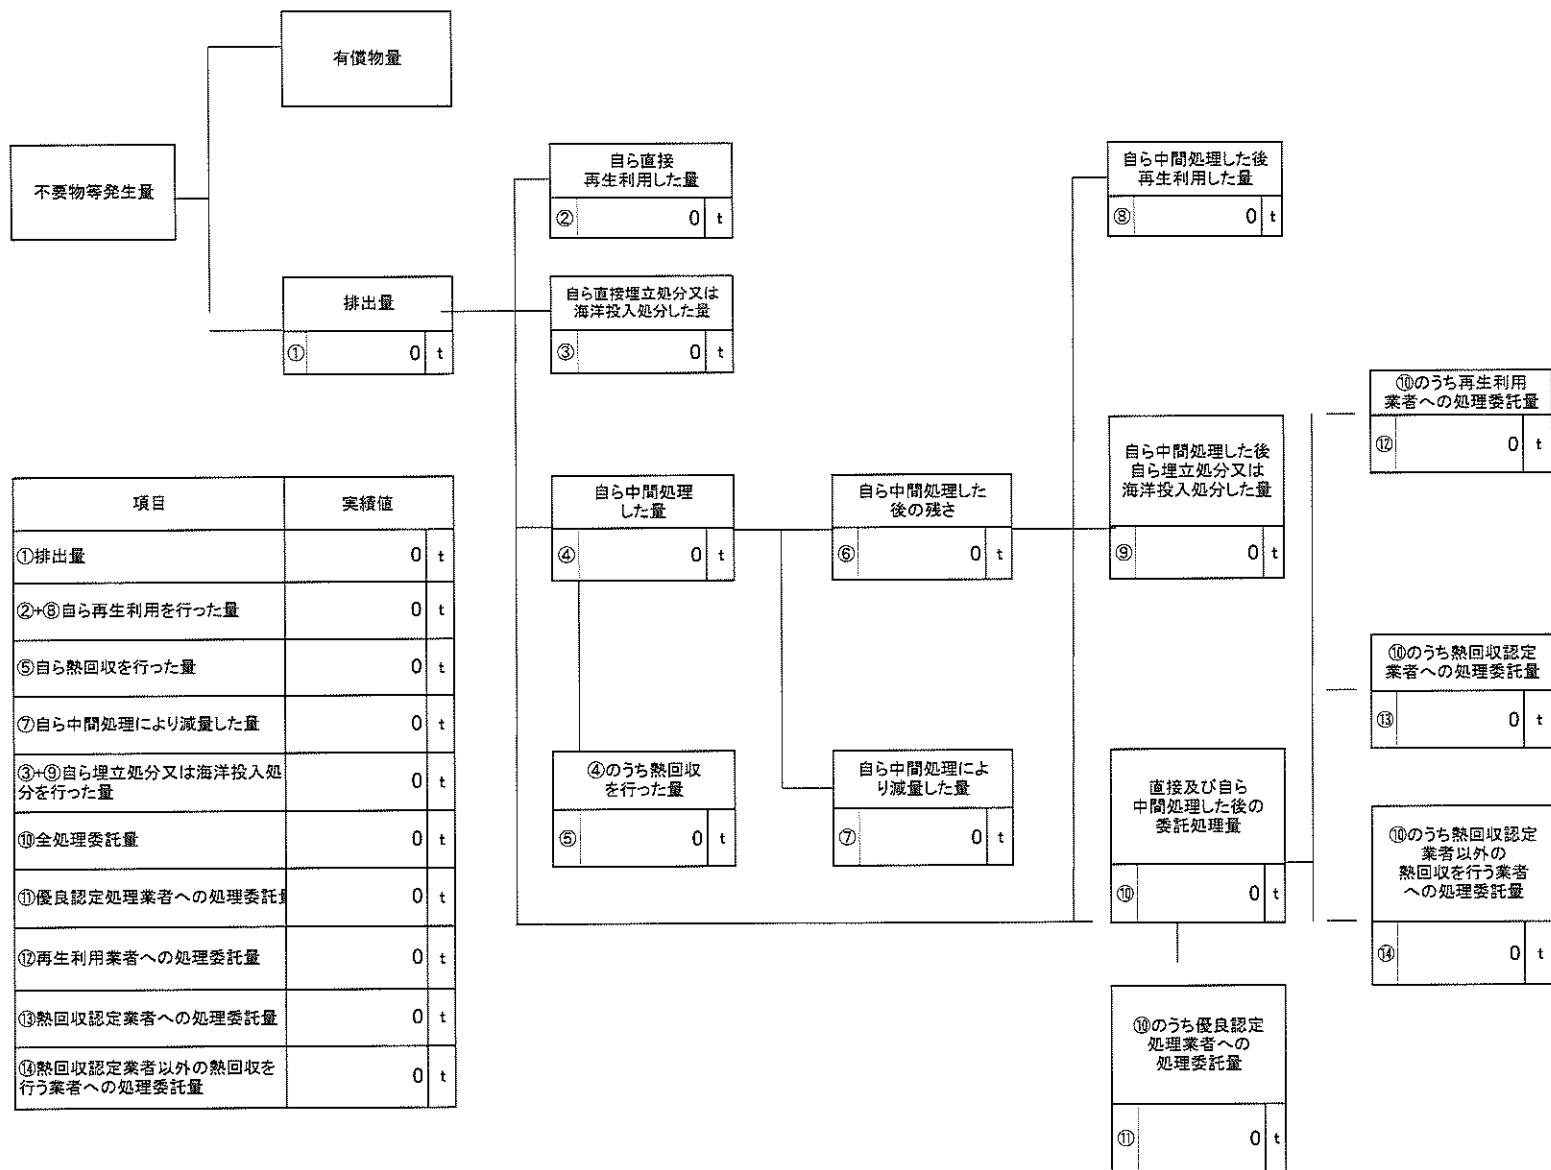 有償物量
不要物等発生量
排出量
① 0 t
自ら直接
再生利用した量
② 0 t
自ら直接埋立処分又は
海洋投入処分した量
③ 0 t
自ら中間処理
した量
④ 0 t
④のうち熱回収
を行った量
⑤ 0 t
自ら中間処理した
後の残さ
⑥ 0 t
自ら中間処理によ
り減量した量
⑦ 0 t
自ら中間処理した後
再生利用した量
⑧ 0 t
自ら中間処理した後
自ら埋立処分又は
海洋投入処分した量
⑨ 0 t
直接及び自ら
中間処理した後の
委託処理量
⑩ 0 t
⑩のうち優良認定
処理業者への
処理委託量
⑪ 0 t
⑩のうち再生利用
業者への処理委託量
⑫ 0 t
⑩のうち熱回収認定
業者への処理委託量
⑬ 0 t
⑩のうち熱回収認定
業者以外の
熱回収を行う業者
への処理委託量
⑭ 0 t
項目 実績値
①排出量 0 t
②+⑧自ら再生利用を行った量 0 t
⑤自ら熱回収を行った量 0 t
⑦自ら中間処理により減量した量 0 t
③+⑨自ら埋立処分又は海洋投入処
分を行った量 0 t
⑩全処理委託量 0 t
⑪優良認定処理業者への処理委託量 0 t
⑫再生利用業者への処理委託量 0 t
⑬熱回収認定業者への処理委託量 0 t
⑭熱回収認定業者以外の熱回収を
行う業者への処理委託量 0 t